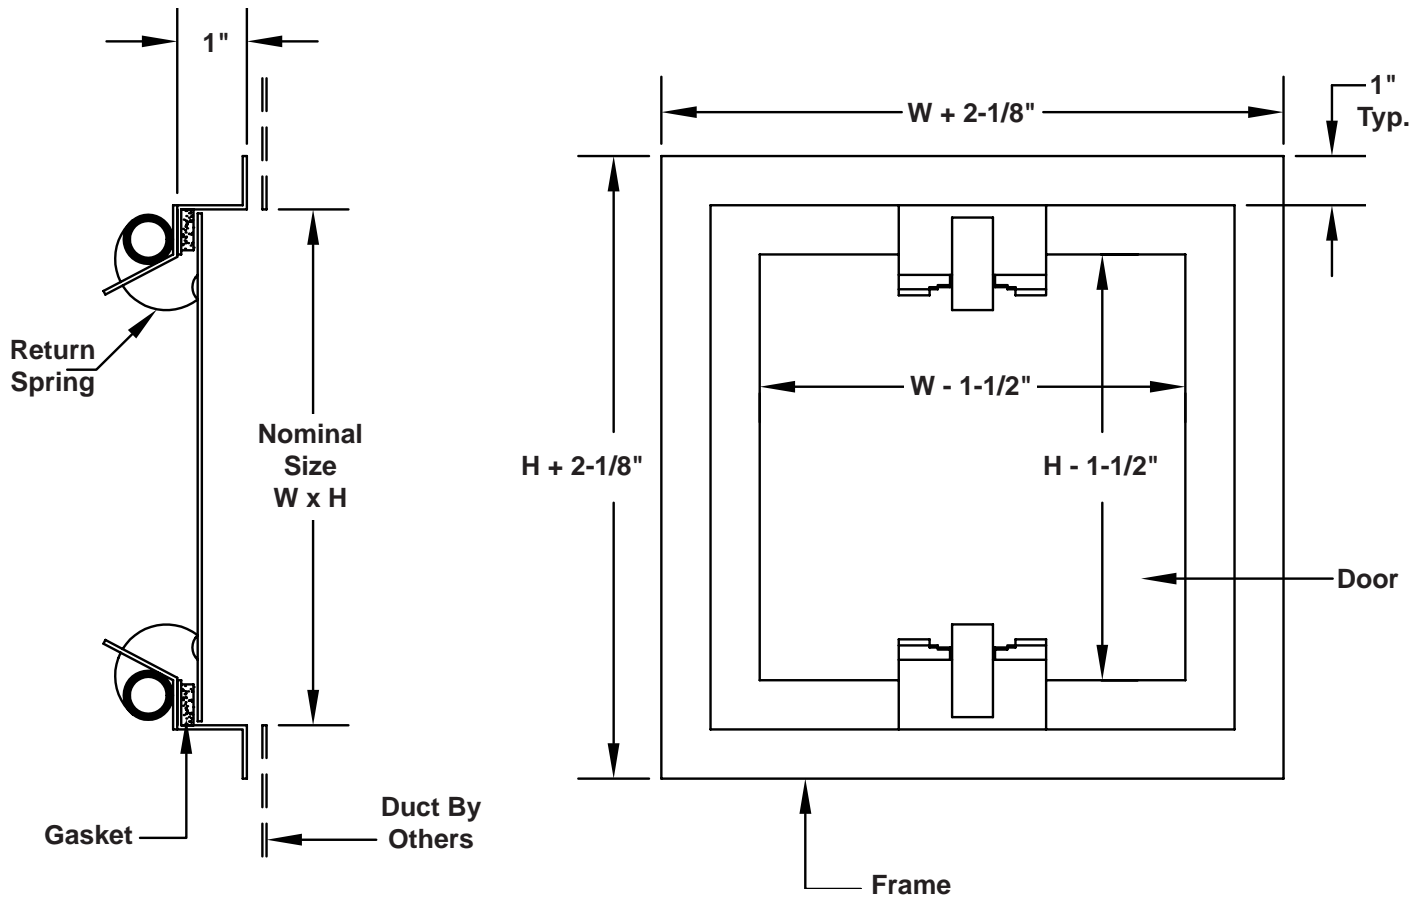 1"
W + 2-1/8"
1"
Typ.
Return
Spring
W - 1-1/2"
Nominal
Size
W x H
H + 2-1/8"
H - 1-1/2"
Door
Duct By
Others
Gasket
Frame